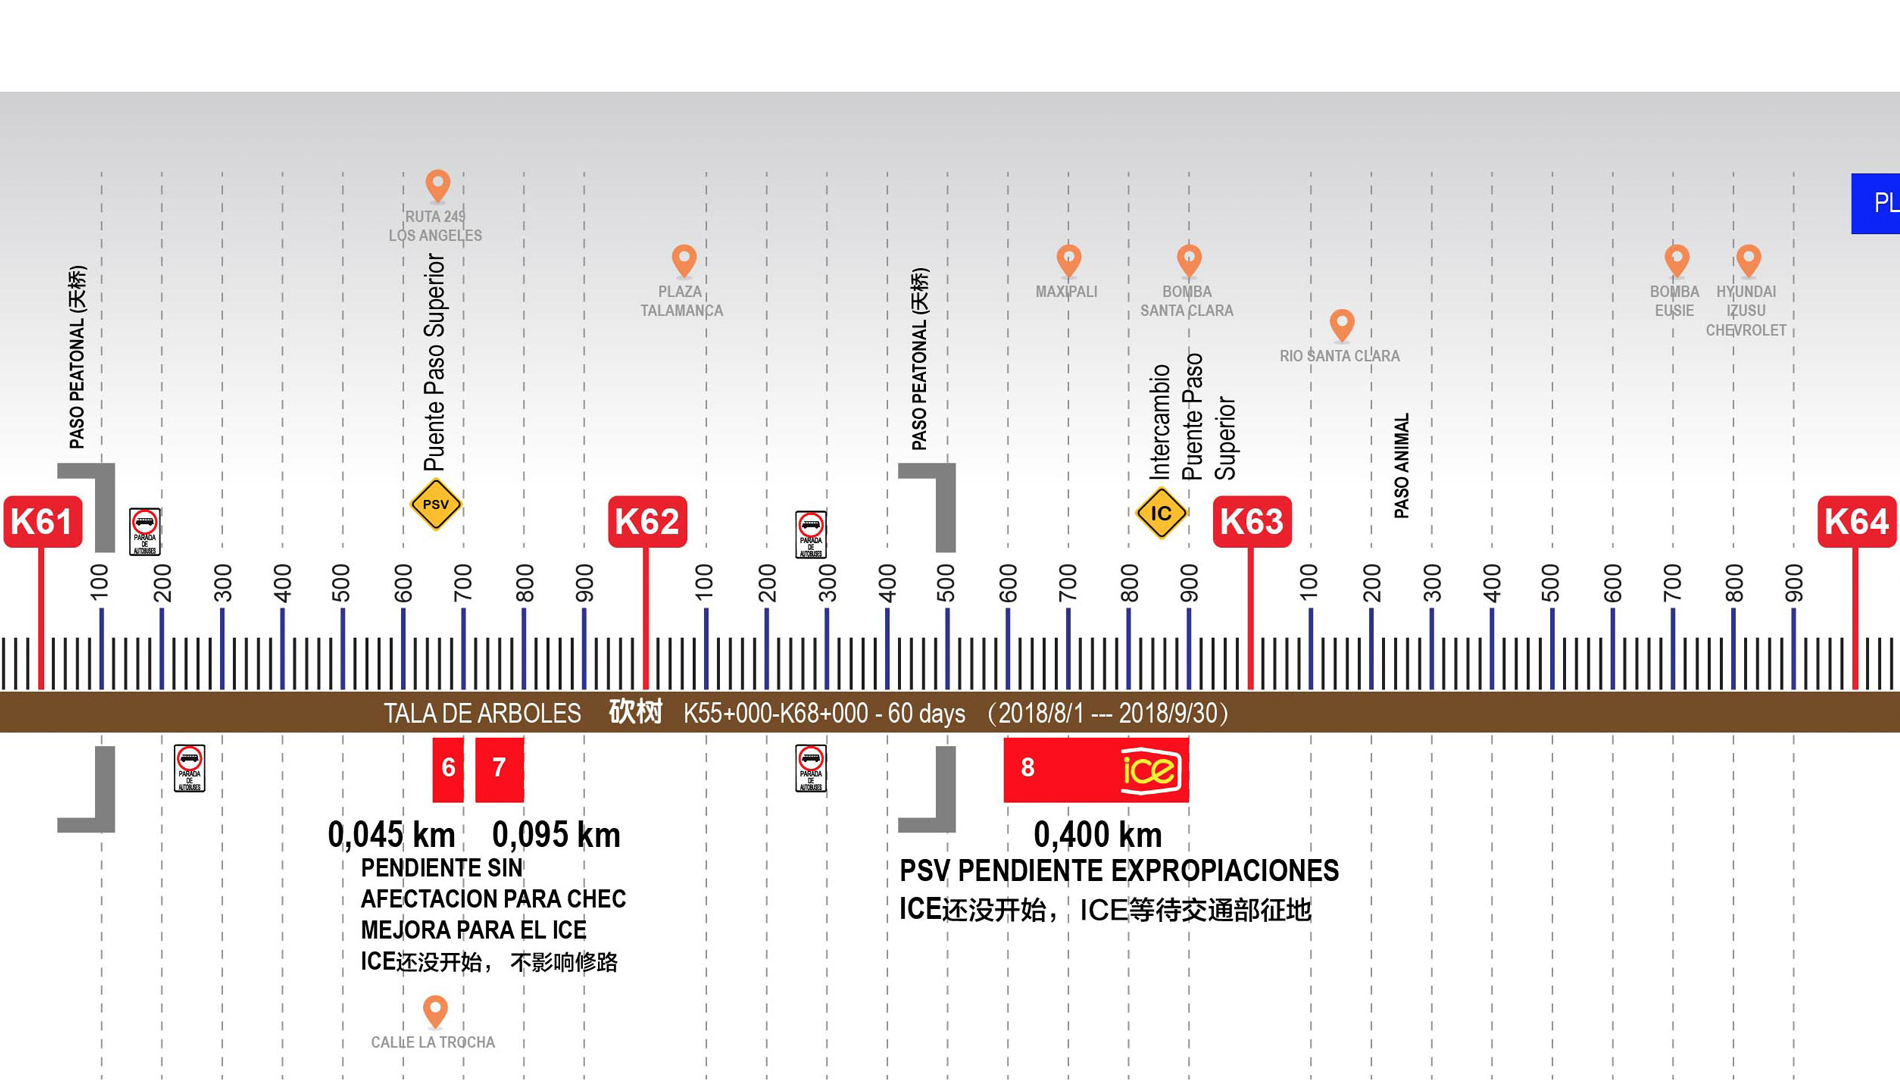 PL
RUTA 249
LOS ANGELES
PLAZA
TALAMANCA
MAXIPALI
BOMBA
SANTA CLARA
RIO SANTA CLARA
BOMBA
EUSIE
HYUNDAI
IZUSU
CHEVROLET
PASO PEATONAL (天桥)
Puente Paso Superior
PASO PEATONAL (天桥)
Intercambio
Puente Paso
Superior
PASO ANIMAL
PSV
IC
K61
K62
K63
K64
PARADA
DE
AUTOBUSES
PARADA
DE
AUTOBUSES
100 200 300 400 500 600 700 800 900 100 200 300 400 500 600 700 800 900 100 200 300 400 500 600 700 800 900
TALA DE ARBOLES 砍树 K55+000-K68+000 - 60 days （2018/8/1 --- 2018/9/30）
PARADA
DE
AUTOBUSES
PARADA
DE
AUTOBUSES
6
7
8
ice
0,045 km
0,095 km
PENDIENTE SIN
AFECTACION PARA CHEC
MEJORA PARA EL ICE
ICE还没开始， 不影响修路
0,400 km
PSV PENDIENTE EXPROPIACIONES
ICE还没开始， ICE等待交通部征地
CALLE LA TROCHA